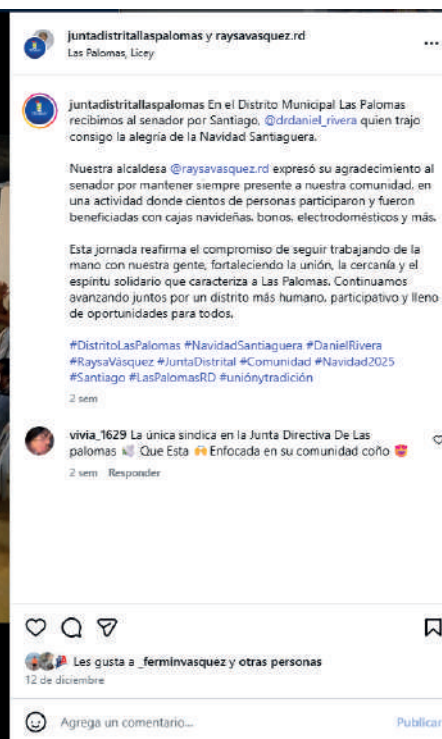 juntadistritallaspalomas y raysavasquez.rd
Las Palomas, Licey
juntadistritallaspalomas En el Distrito Municipal Las Palomas
recibimos al senador por Santiago, @drdaniel_rivera quien trajo
consigo la alegría de la Navidad Santiaguera.
Nuestra alcaldesa @raysavasquez.rd expresó su agradecimiento al
senador por mantener siempre presente a nuestra comunidad, en
una actividad donde cientos de personas participaron y fueron
beneficiadas con cajas navideñas, bonos, electrodomésticos y más.
Esta jornada reafirma el compromiso de seguir trabajando de la
mano con nuestra gente, fortaleciendo la unión, la cercanía y el
espíritu solidario que caracteriza a Las Palomas. Continuamos
avanzando juntos por un distrito más humano, participativo y lleno
de oportunidades para todos.
#DistritoLasPalomas #NavidadSantiaguera #DanielRivera
#RaysaVásquez #JuntaDistrital #Comunidad #Navidad2025
#Santiago #LasPalomasRD #uniónytradición
2 sem
vivia_1629 La única sindica en la Junta Directiva De Las
palomas 📢 Que Esta 🙌 Enfocada en su comunidad coño 😍
2 sem Responder
Les gusta a _ferminvasquez y otras personas
12 de diciembre
Agrega un comentario... Publicar